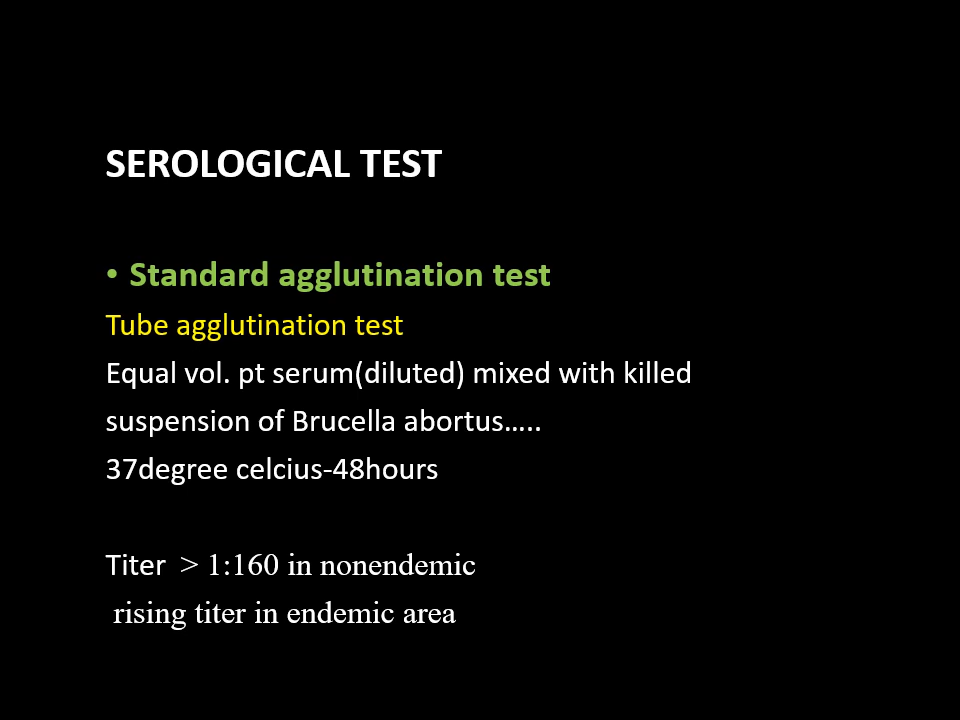 SEROLOGICAL TEST
• Standard agglutination test
Tube agglutination test
Equal vol. pt serum(diluted) mixed with killed
suspension of Brucella abortus…..
37degree celcius-48hours
Titer > 1:160 in nonendemic
rising titer in endemic area